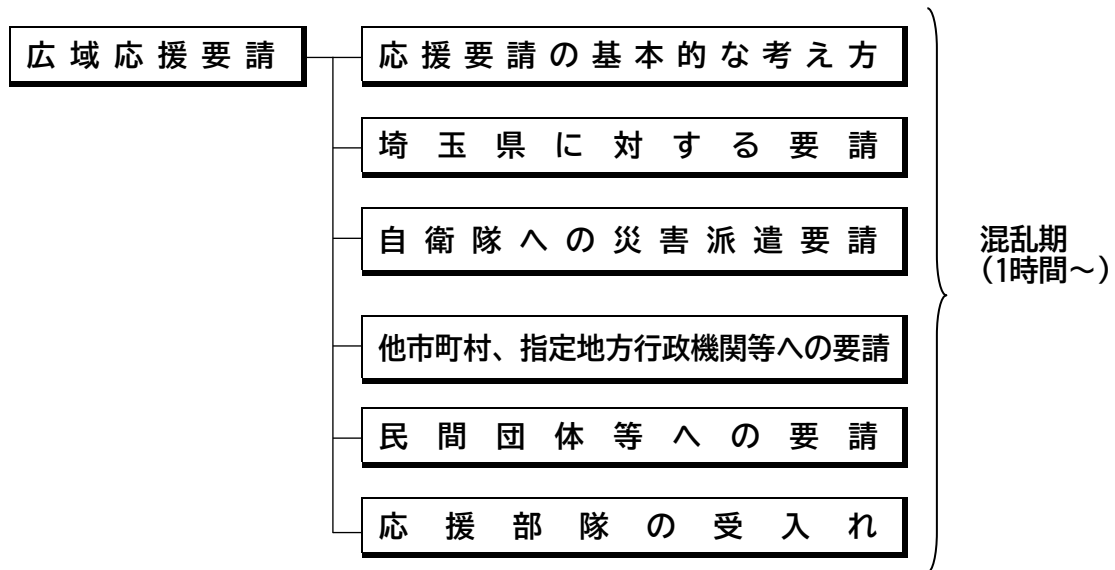 広域応援要請
応援要請の基本的な考え方
埼玉県に対する要請
自衛隊への災害派遣要請
他市町村、指定地方行政機関等への要請
民間団体等への要請
応援部隊の受入れ
混乱期
（1時間～）